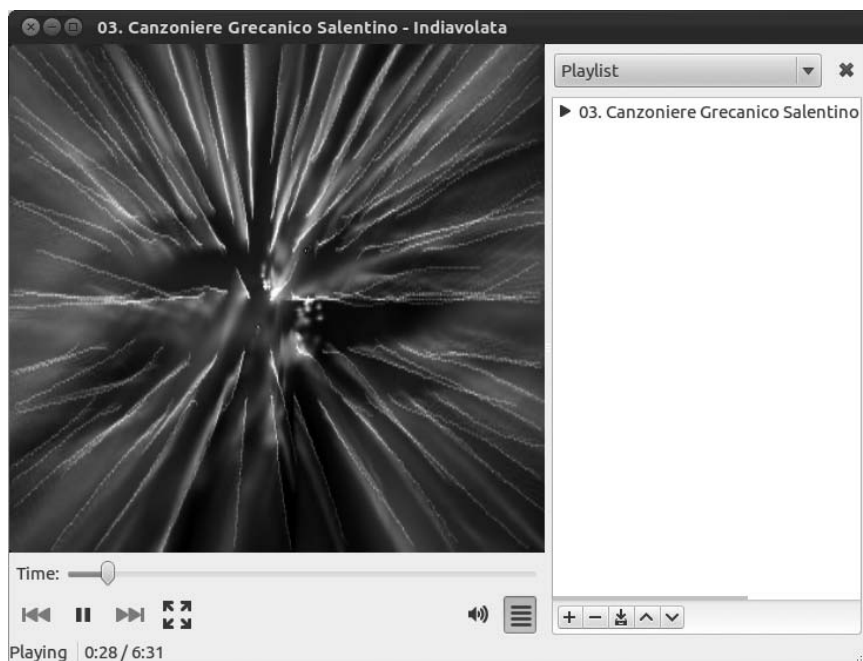 03. Canzoniere Grecanico Salentino - Indiavolata
Playlist
03. Canzoniere Grecanico Salentino
Time:
Playing 0:28 / 6:31